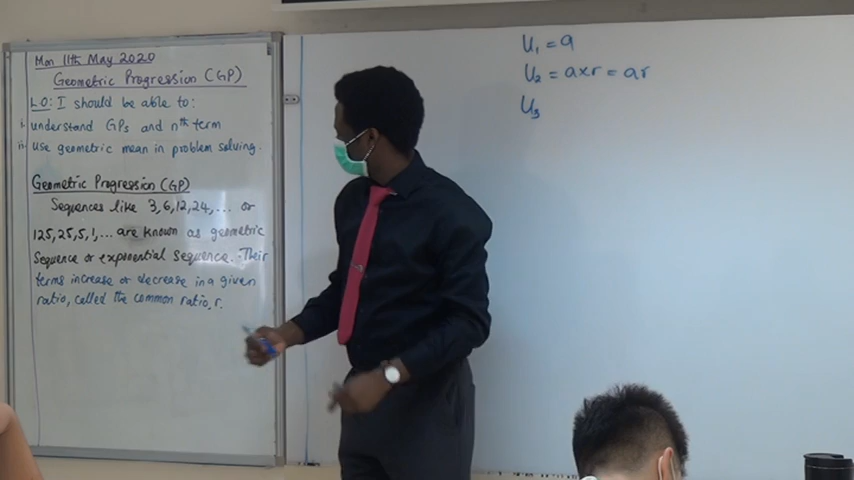 Mon 11th May 2020
Geometric Progression (GP)
LO: I should be able to:
i. understand GPs and nth term
ii. use geometric mean in problem solving.
Geometric Progression (GP)
Sequences like 3, 6, 12, 24, ... or
125, 25, 5, 1, ... are known as geometric
Sequence or exponential sequence. Their
terms increase or decrease in a given
ratio, called the common ratio, r.
U₁ = a
U₂ = a x r = ar
U₃